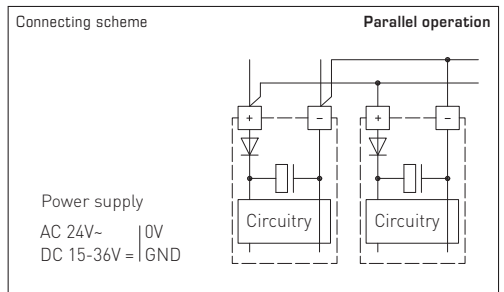 Connecting scheme
Parallel operation
+ − + −
Circuitry Circuitry
Power supply
AC 24V~ | 0V
DC 15-36V = | GND